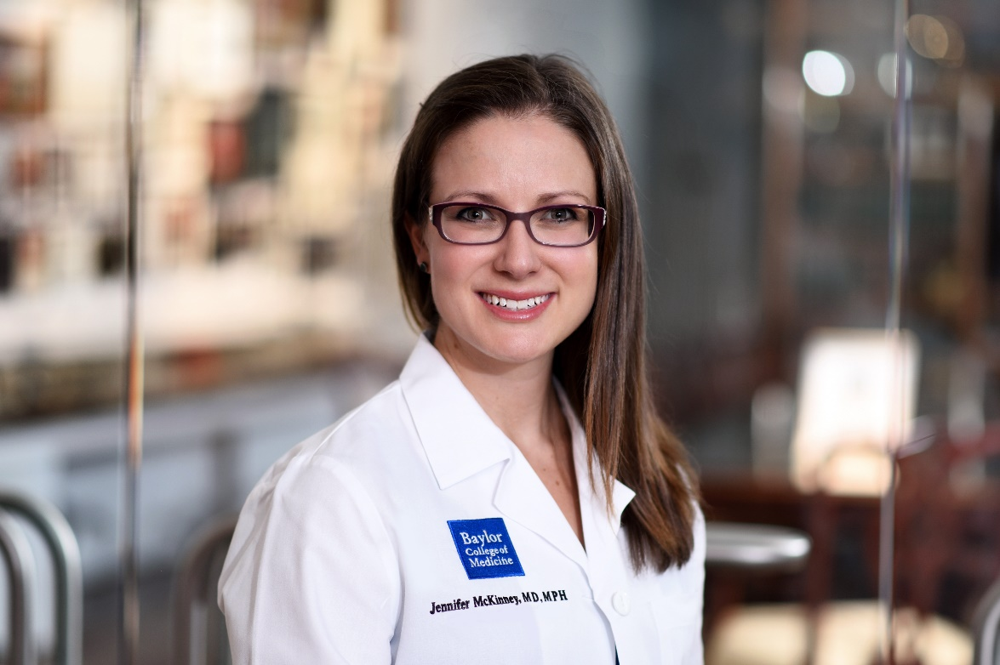 Baylor
College of
Medicine
Jennifer McKinney, MD, MPH